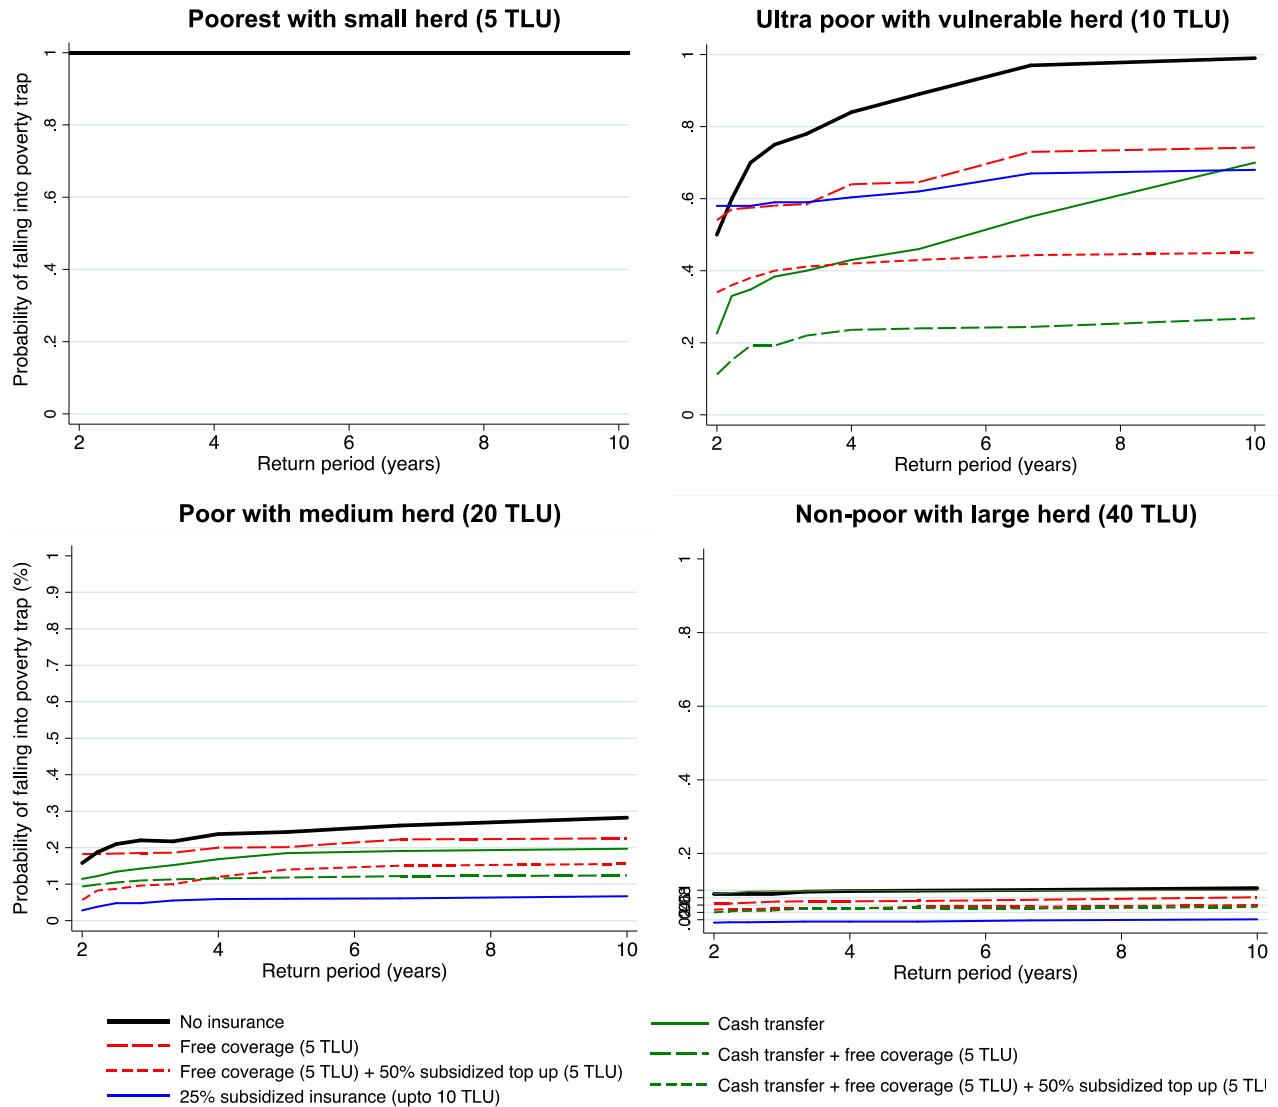 Poorest with small herd (5 TLU)
Probability of falling into poverty trap
1
.8
.6
.4
.2
0
2 4 6 8 10
Return period (years)
Ultra poor with vulnerable herd (10 TLU)
1
.8
.6
.4
.2
0
2 4 6 8 10
Return period (years)
Poor with medium herd (20 TLU)
Probability of falling into poverty trap (%)
1
.9
.8
.7
.6
.5
.4
.3
.2
.1
0
2 4 6 8 10
Return period (years)
Non-poor with large herd (40 TLU)
1
.8
.6
.4
.2
2 4 6 8 10
Return period (years)
No insurance
Free coverage (5 TLU)
Free coverage (5 TLU) + 50% subsidized top up (5 TLU)
25% subsidized insurance (upto 10 TLU)
Cash transfer
Cash transfer + free coverage (5 TLU)
Cash transfer + free coverage (5 TLU) + 50% subsidized top up (5 TL